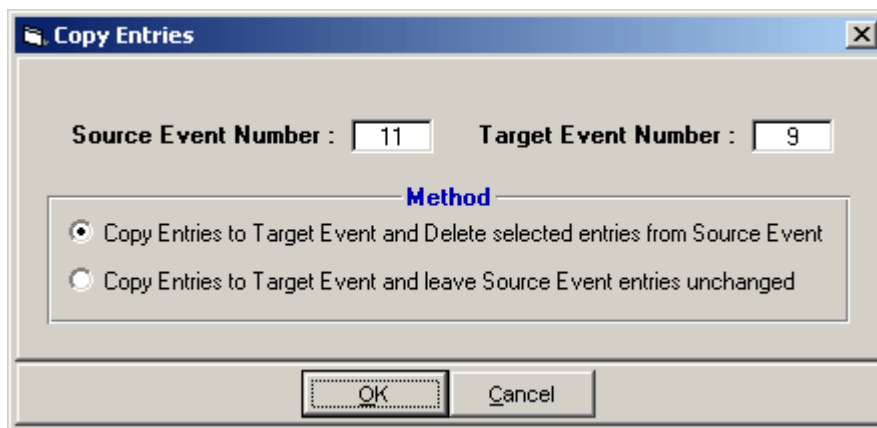 Copy Entries
Source Event Number : 11 Target Event Number : 9
Method
Copy Entries to Target Event and Delete selected entries from Source Event
Copy Entries to Target Event and leave Source Event entries unchanged
OK Cancel